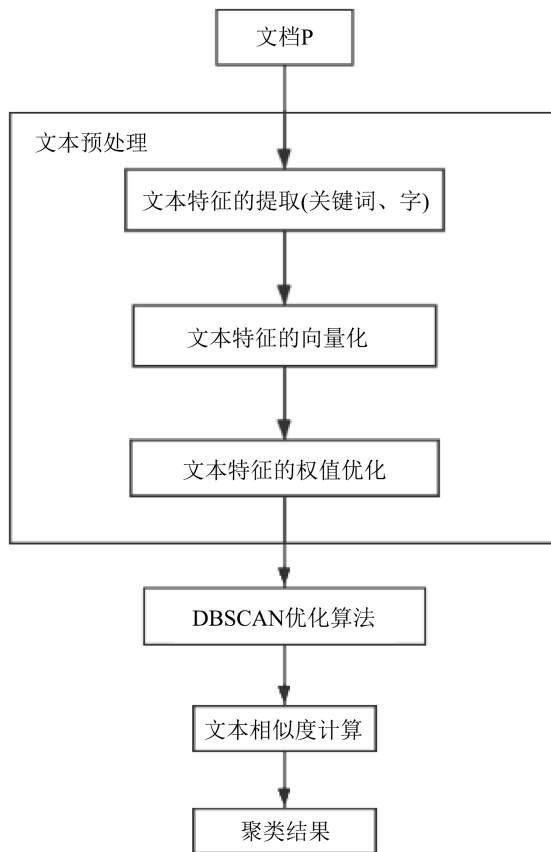 文档P
文本预处理
文本特征的提取(关键词、字)
文本特征的向量化
文本特征的权值优化
DBSCAN优化算法
文本相似度计算
聚类结果